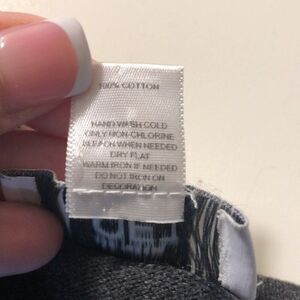 100% COTTON
HAND WASH COLD
ONLY NON-CHLORINE
BLEACH WHEN NEEDED
DRY FLAT
WARM IRON IF NEEDED
DO NOT IRON ON
DECORATION